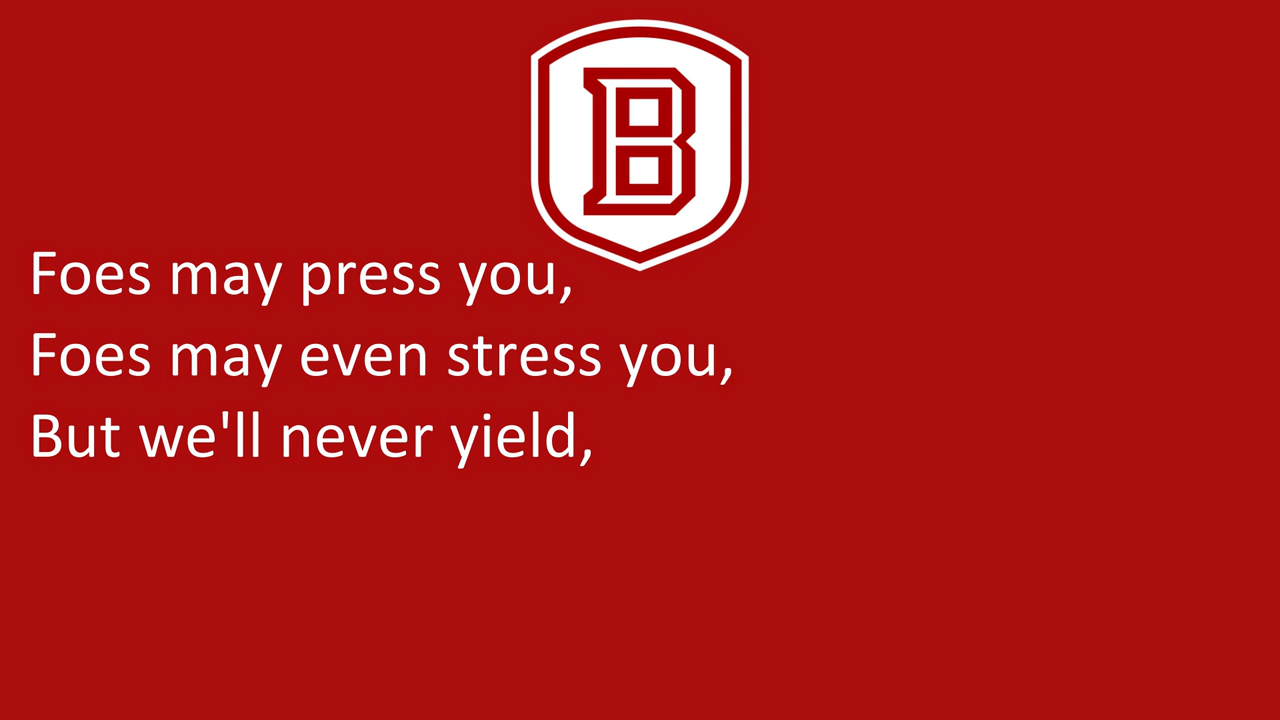 B
Foes may press you,
Foes may even stress you,
But we'll never yield,